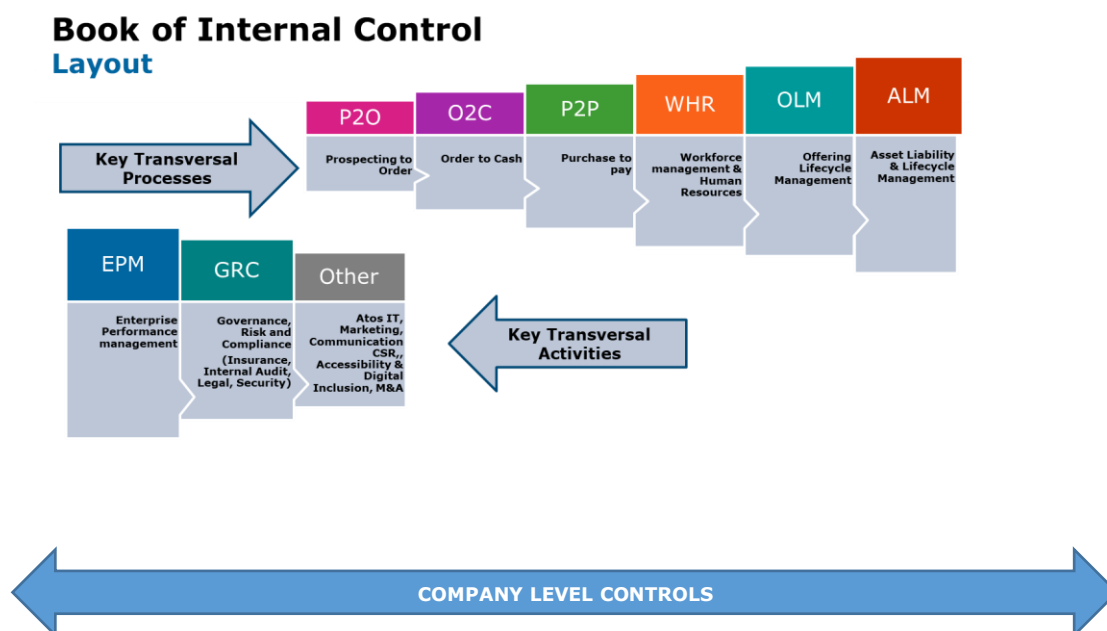 Book of Internal Control
Layout
Key Transversal
Processes
P2O
Prospecting to
Order
O2C
Order to Cash
P2P
Purchase to
pay
WHR
Workforce
management &
Human
Resources
OLM
Offering
Lifecycle
Management
ALM
Asset Liability
& Lifecycle
Management
EPM
Enterprise
Performance
management
GRC
Governance,
Risk and
Compliance
(Insurance,
Internal Audit,
Legal, Security)
Other
Atos IT,
Marketing,
Communication
CSR,,
Accessibility &
Digital
Inclusion, M&A
Key Transversal
Activities
COMPANY LEVEL CONTROLS